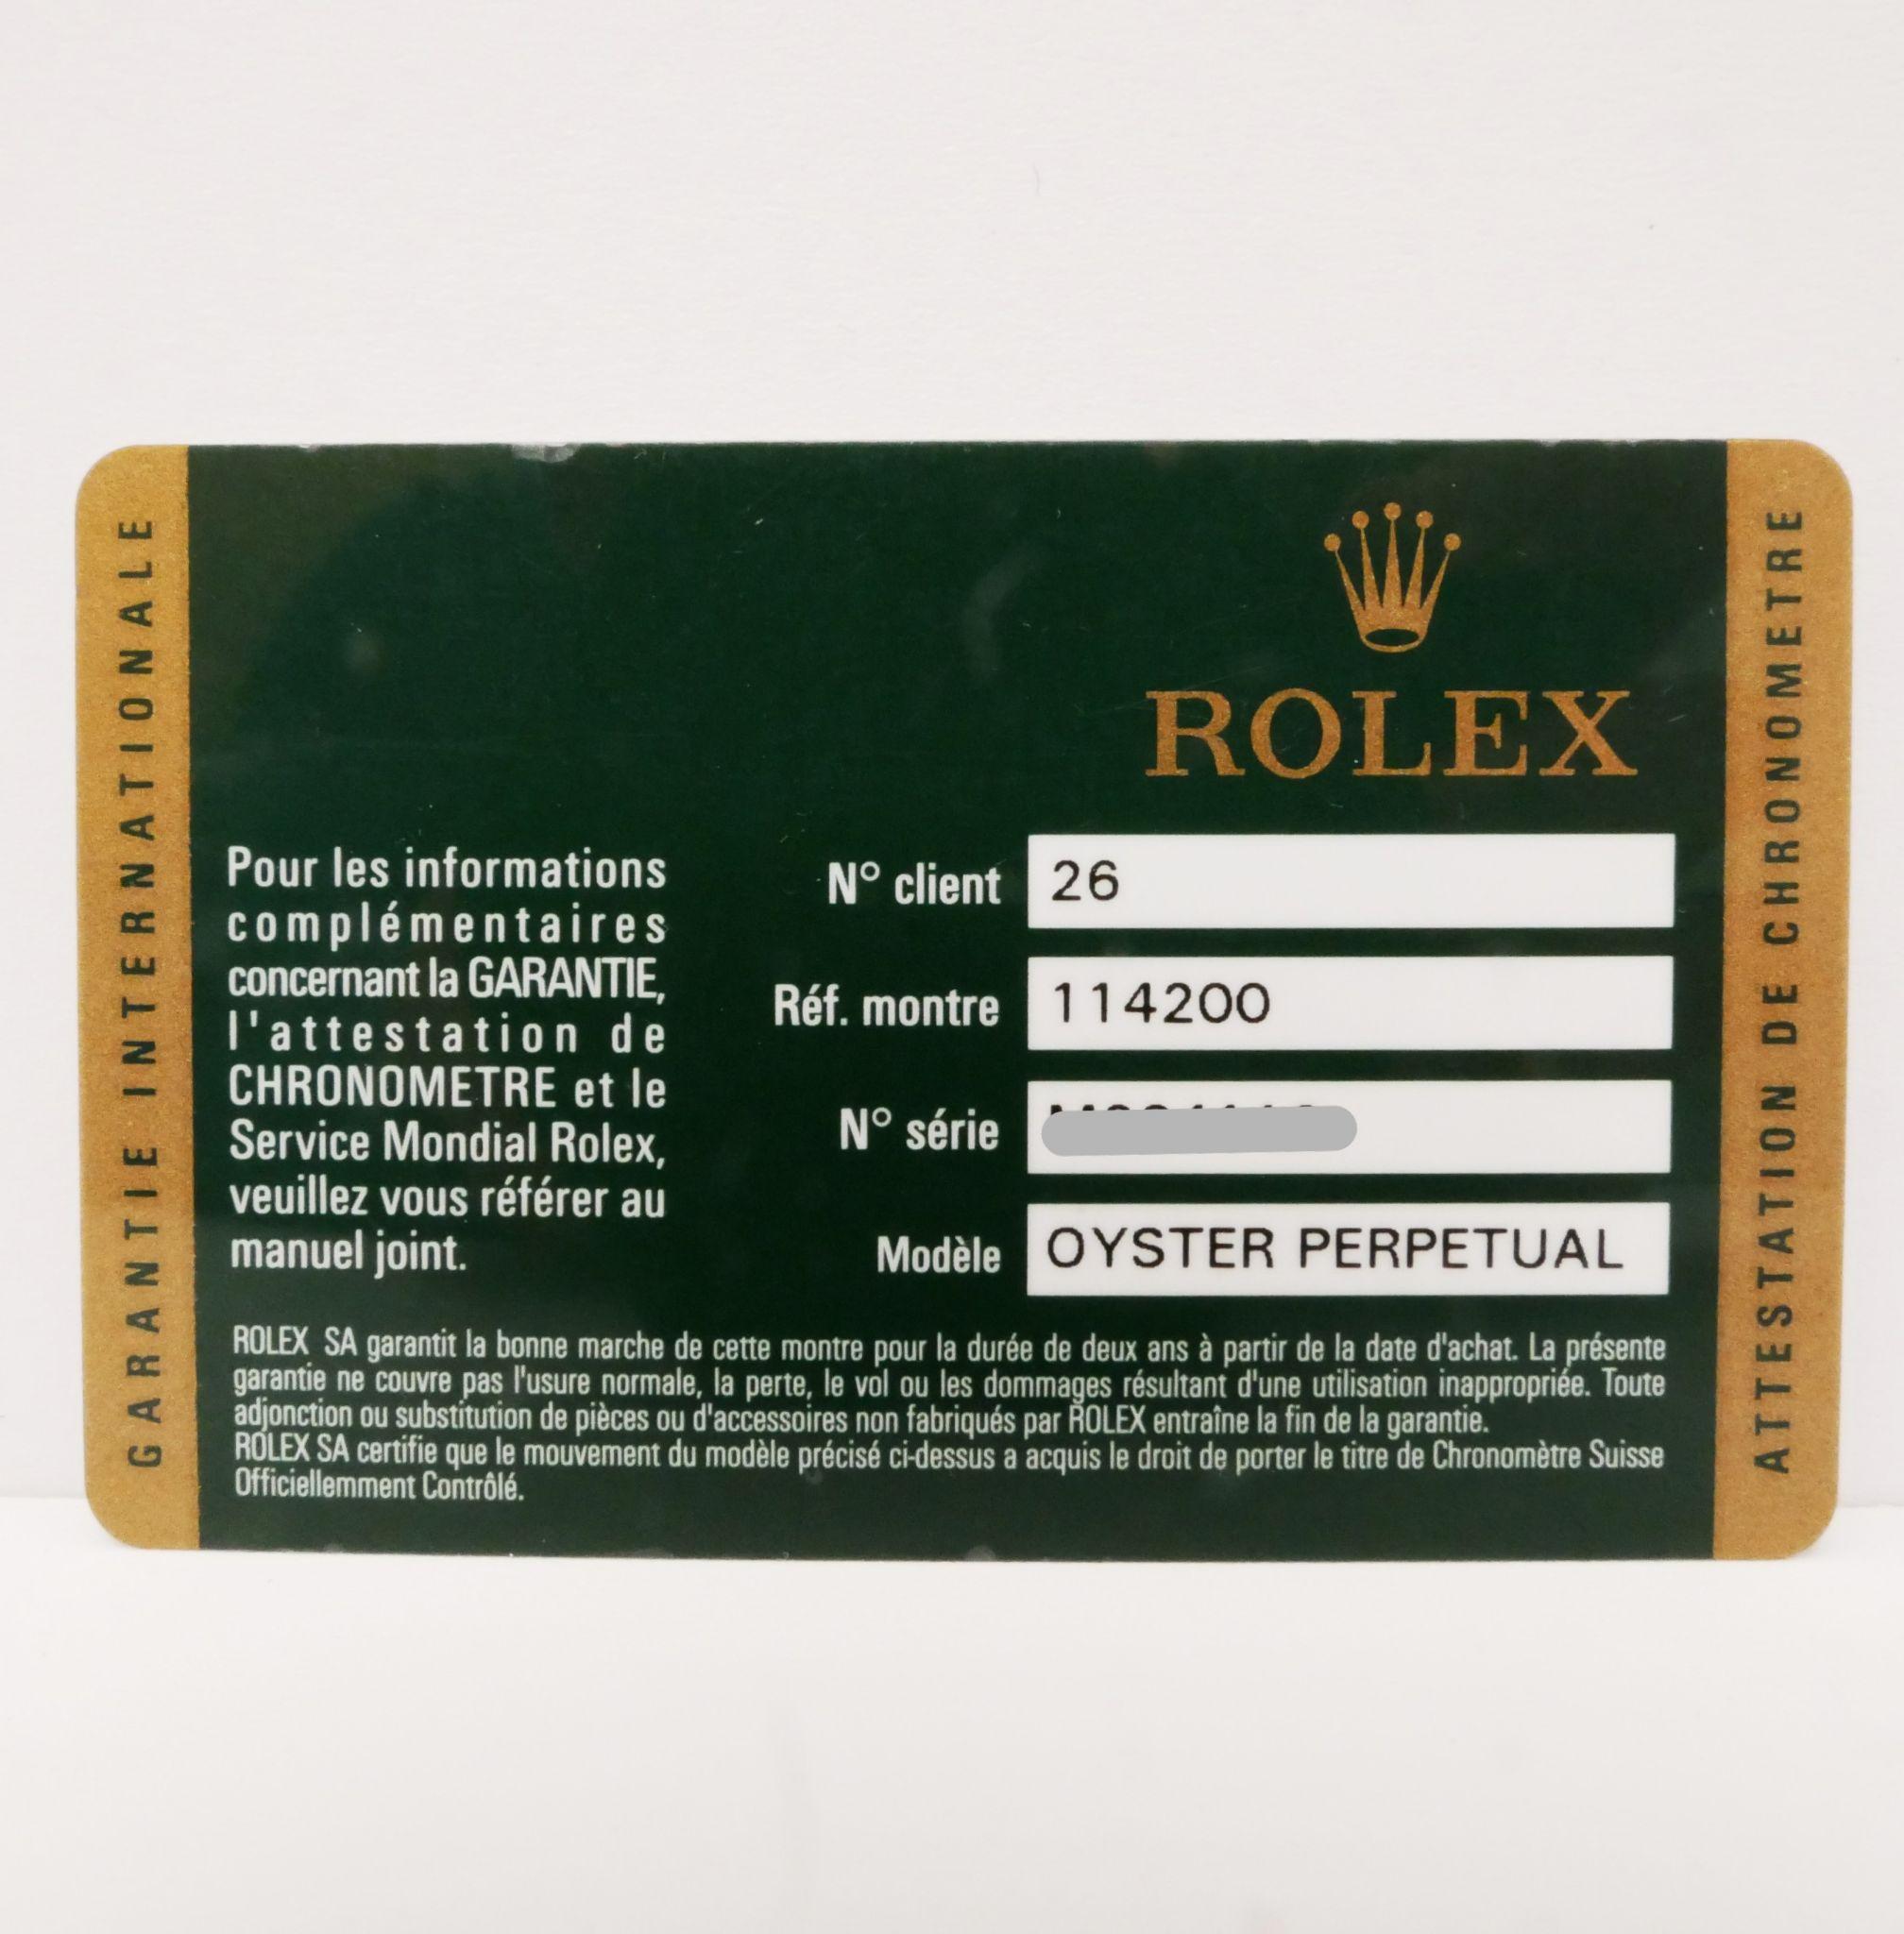 GARANTIE INTERNATIONALE
ROLEX
Pour les informations
complémentaires
concernant la GARANTIE,
l'attestation de
CHRONOMETRE et le
Service Mondial Rolex,
veuillez vous référer au
manuel joint.
N° client 26
Réf. montre 114200
N° série
Modèle OYSTER PERPETUAL
ROLEX SA garantit la bonne marche de cette montre pour la durée de deux ans à partir de la date d'achat. La présente
garantie ne couvre pas l'usure normale, la perte, le vol ou les dommages résultant d'une utilisation inappropriée. Toute
adjonction ou substitution de pièces ou d'accessoires non fabriqués par ROLEX entraîne la fin de la garantie.
ROLEX SA certifie que le mouvement du modèle précisé ci-dessus a acquis le droit de porter le titre de Chronomètre Suisse
Officiellemment Contrôlé.
ATTESTATION DE CHRONOMETRE